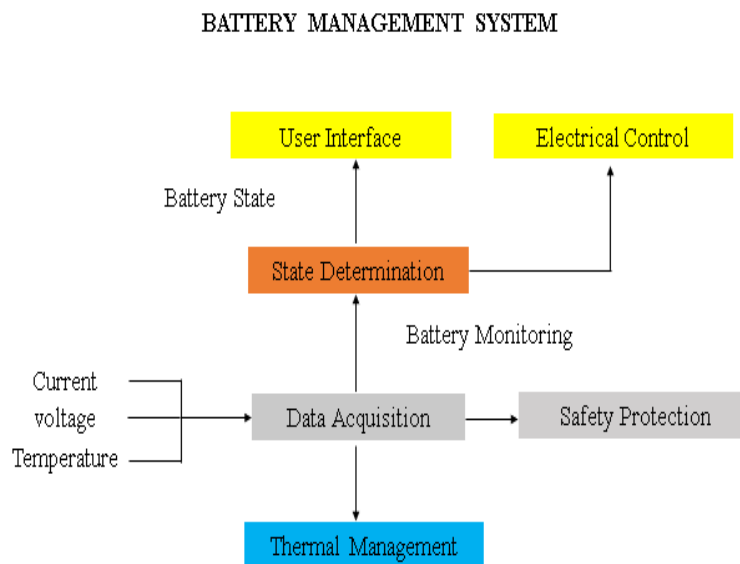 BATTERY MANAGEMENT SYSTEM
User Interface
Electrical Control
Battery State
State Determination
Battery Monitoring
Current
voltage
Temperature
Data Acquisition
Safety Protection
Thermal Management